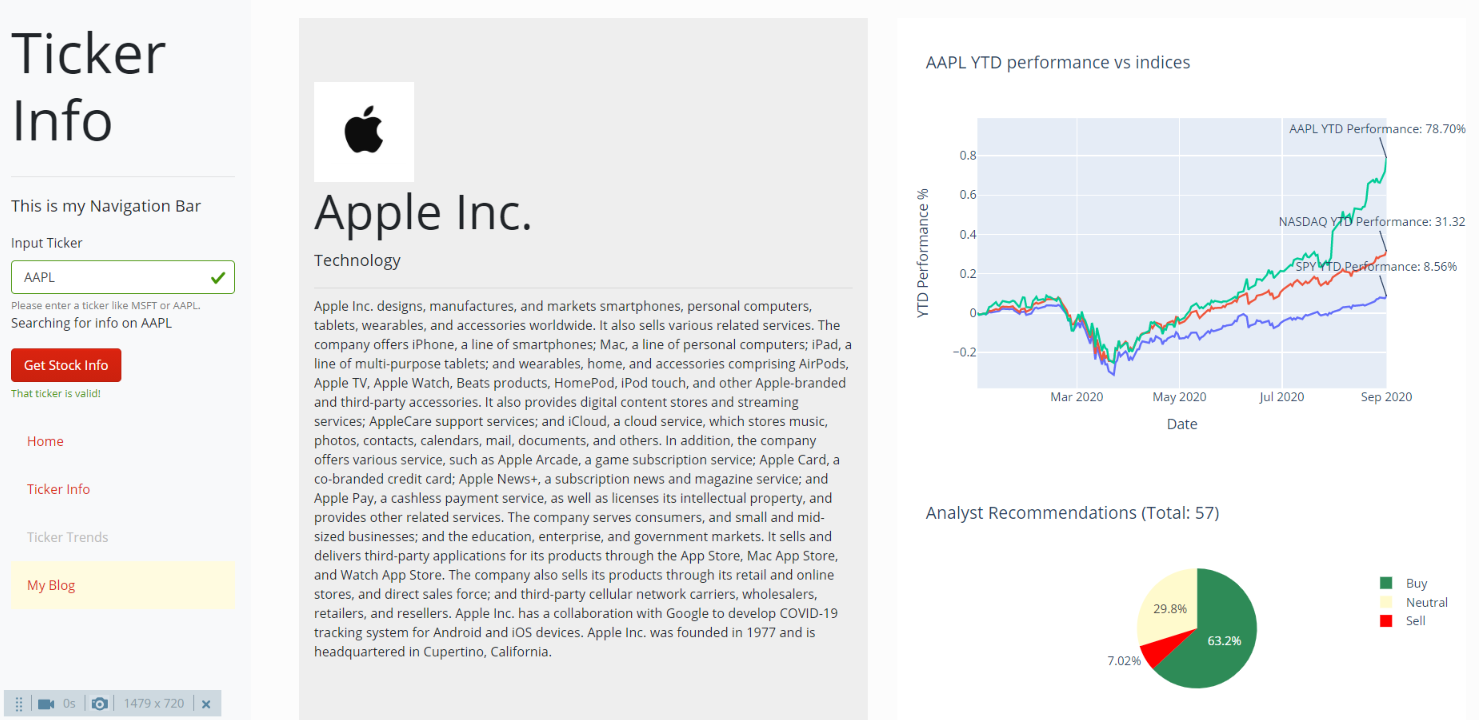 Ticker
Info
This is my Navigation Bar
Input Ticker
AAPL
Please enter a ticker like MSFT or AAPL.
Searching for info on AAPL
Get Stock Info
That ticker is valid!
Home
Ticker Info
Ticker Trends
My Blog
0s
1479 x 720
Apple Inc.
Technology
Apple Inc. designs, manufactures, and markets smartphones, personal computers,
tablets, wearables, and accessories worldwide. It also sells various related services. The
company offers iPhone, a line of smartphones; Mac, a line of personal computers; iPad, a
line of multi-purpose tablets; and wearables, home, and accessories comprising AirPods,
Apple TV, Apple Watch, Beats products, HomePod, iPod touch, and other Apple-branded
and third-party accessories. It also provides digital content stores and streaming
services; AppleCare support services; and iCloud, a cloud service, which stores music,
photos, contacts, calendars, mail, documents, and others. In addition, the company
offers various service, such as Apple Arcade, a game subscription service; Apple Card, a
co-branded credit card; Apple News+, a subscription news and magazine service; and
Apple Pay, a cashless payment service, as well as licenses its intellectual property, and
provides other related services. The company serves consumers, and small and mid-
sized businesses; and the education, enterprise, and government markets. It sells and
delivers third-party applications for its products through the App Store, Mac App Store,
and Watch App Store. The company also sells its products through its retail and online
stores, and direct sales force; and third-party cellular network carriers, wholesalers,
retailers, and resellers. Apple Inc. has a collaboration with Google to develop COVID-19
tracking system for Android and iOS devices. Apple Inc. was founded in 1977 and is
headquartered in Cupertino, California.
AAPL YTD performance vs indices
AAPL YTD Performance: 78.70%
NASDAQ YTD Performance: 31.32
SPY YTD Performance: 8.56%
YTD Performance %
0.8
0.6
0.4
0.2
0
−0.2
Mar 2020
May 2020
Jul 2020
Sep 2020
Date
Analyst Recommendations (Total: 57)
29.8%
63.2%
7.02%
Buy
Neutral
Sell